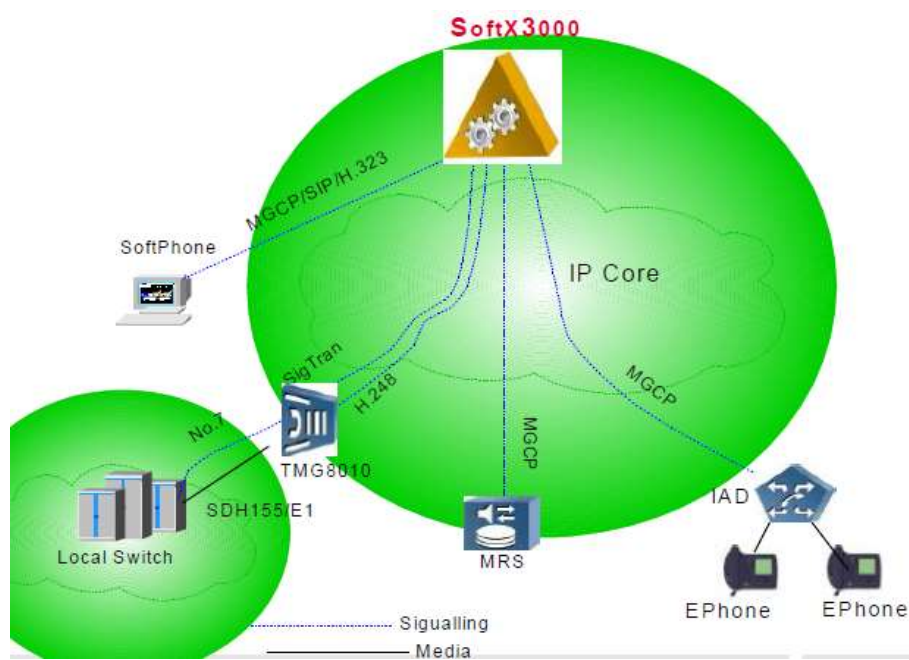 SoftX3000
MGCP/SIP/H.323
SoftPhone
IP Core
SigTran
H.248
MGCP
MGCP
No.7
TMG8010
IAD
SDH155/E1
Local Switch
MRS
EPhone
EPhone
Sigualling
Media